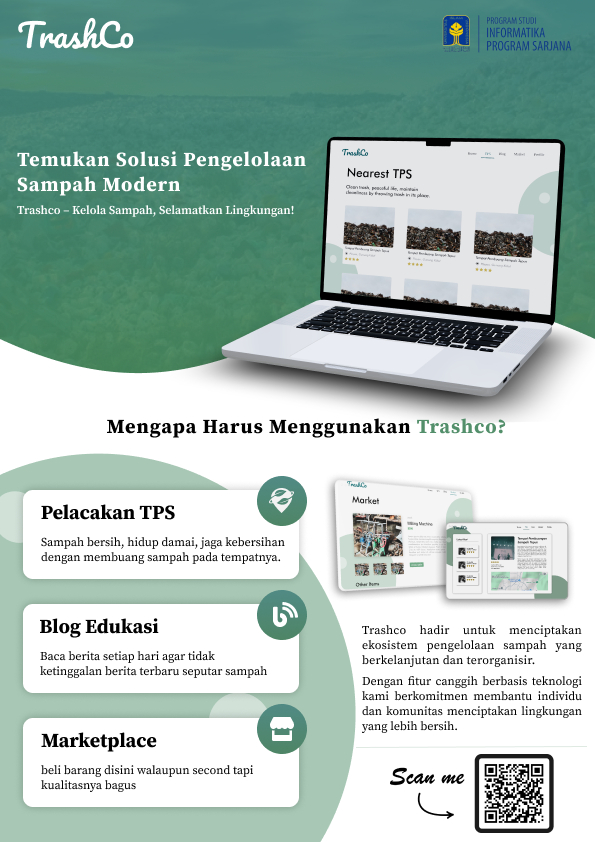 TrashCo
PROGRAM STUDI
INFORMATIKA
PROGRAM SARJANA
Temukan Solusi Pengelolaan
Sampah Modern
Trashco – Kelola Sampah, Selamatkan Lingkungan!
TrashCo
Nearest TPS
Clean trash, peaceful life, maintain
cleanliness by throwing trash in its place.
Mengapa Harus Menggunakan Trashco?
Pelacakan TPS
Sampah bersih, hidup damai, jaga kebersihan
dengan membuang sampah pada tempatnya.
Blog Edukasi
Baca berita setiap hari agar tidak
ketinggalan berita terbaru seputar sampah
Marketplace
beli barang disini walaupun second tapi
kualitasnya bagus
TrashCo
Market
Other Items
TrashCo
Trashco hadir untuk menciptakan
ekosistem pengelolaan sampah yang
berkelanjutan dan terorganisir.
Dengan fitur canggih berbasis teknologi
kami berkomitmen membantu individu
dan komunitas menciptakan lingkungan
yang lebih bersih.
Scan me